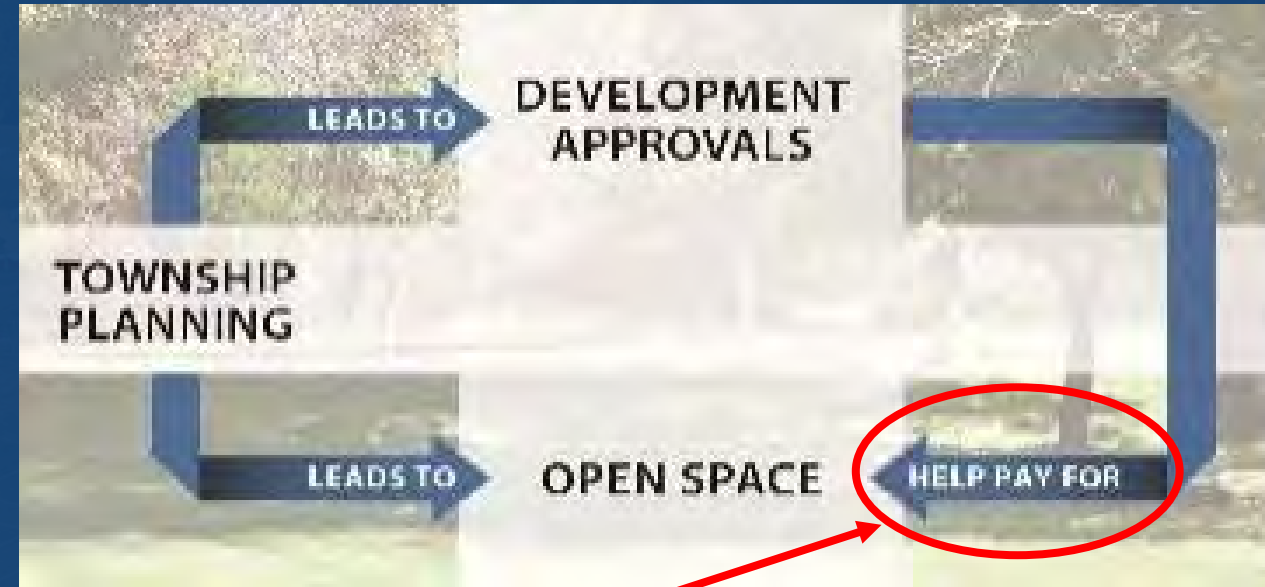 LEADS TO
DEVELOPMENT
APPROVALS
TOWNSHIP
PLANNING
LEADS TO
OPEN SPACE
HELP PAY FOR